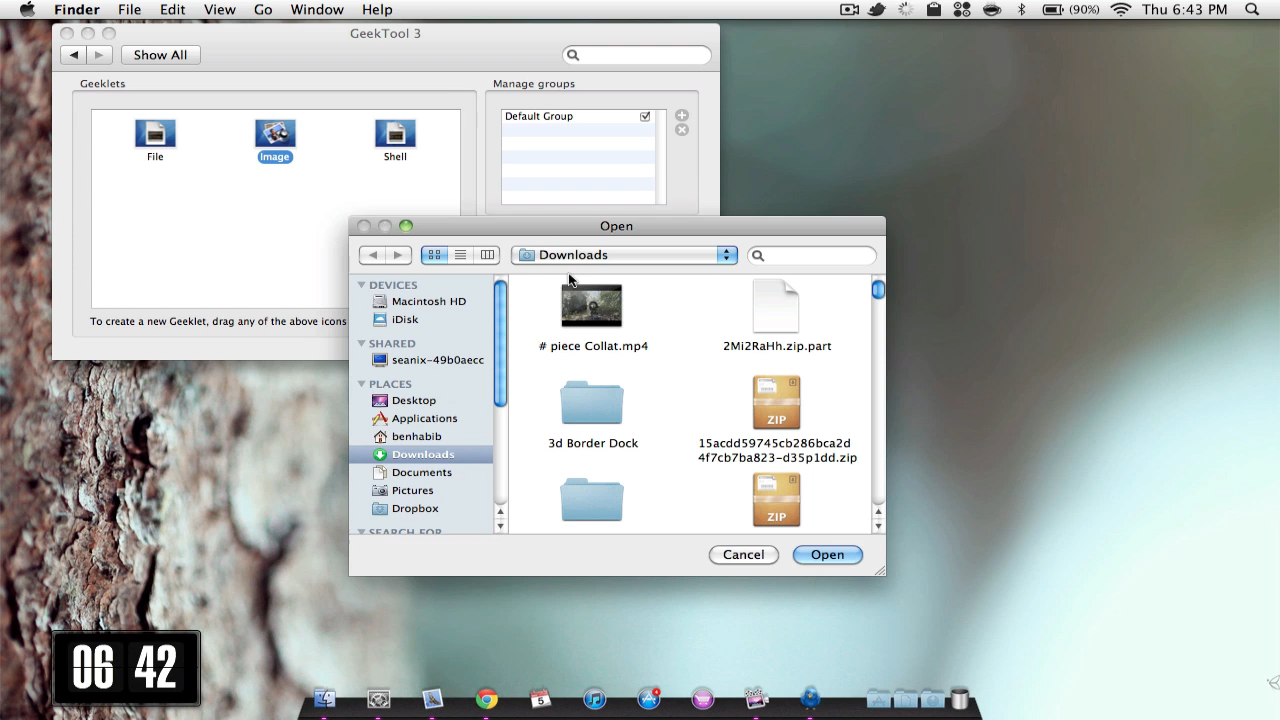 Finder File Edit View Go Window Help (90%) Thu 6:43 PM
GeekTool 3
Show All
Geeklets
Manage groups
Default Group
File
Image
Shell
To create a new Geeklet, drag any of the above icons
Open
Downloads
DEVICES
Macintosh HD
iDisk
SHARED
seanix-49b0aecc
PLACES
Desktop
Applications
benhabib
Downloads
Documents
Pictures
Dropbox
SEARCH FOR
# piece Collat.mp4
2Mi2RaHh.zip.part
ZIP
3d Border Dock
15acdd59745cb286bca2d
4f7cb7ba823-d35p1dd.zip
ZIP
Cancel
Open
06 42
5